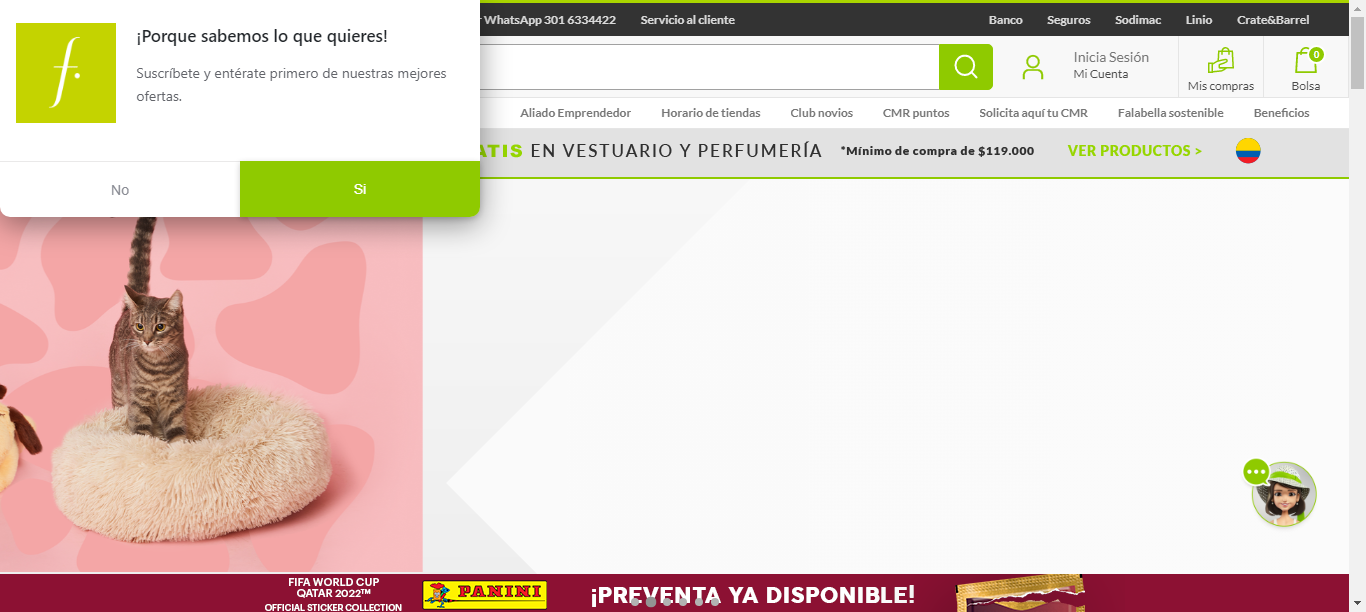 ¡Porque sabemos lo que quieres!
Suscríbete y entérate primero de nuestras mejores
ofertas.
No
Si
WhatsApp 301 6334422
Servicio al cliente
Banco
Seguros
Sodimac
Linio
Crate&Barrel
Inicia Sesión
Mi Cuenta
Mis compras
0
Bolsa
Aliado Emprendedor
Horario de tiendas
Club novios
CMR puntos
Solicita aquí tu CMR
Falabella sostenible
Beneficios
ATIS EN VESTUARIO Y PERFUMERÍA *Mínimo de compra de $119.000 VER PRODUCTOS >
FIFA WORLD CUP
QATAR 2022™
OFFICIAL STICKER COLLECTION
PANINI
¡PREVENTA YA DISPONIBLE!